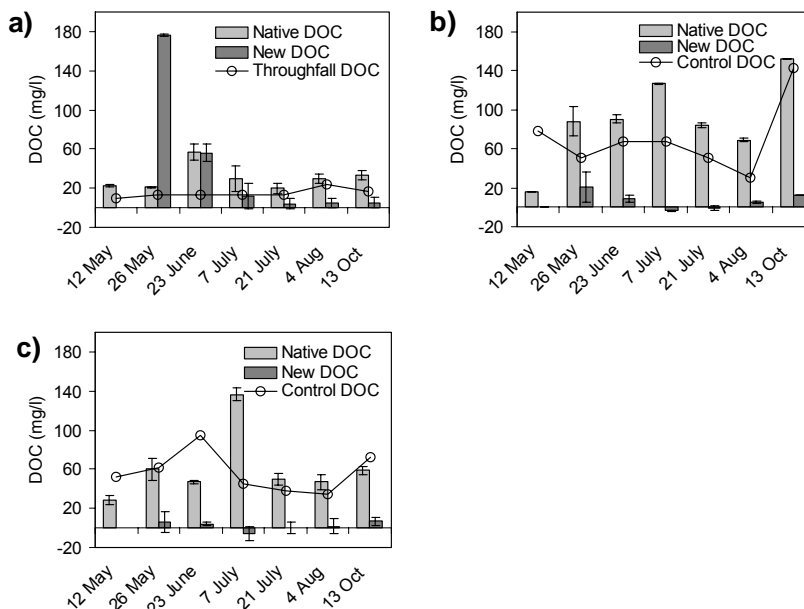 a)
180
140
100
60
20
-20
DOC (mg/l)
Native DOC
New DOC
Throughfall DOC
12 May
26 May
23 June
7 July
21 July
4 Aug
13 Oct
b)
180
140
100
60
20
-20
DOC (mg/l)
Native DOC
New DOC
Control DOC
12 May
26 May
23 June
7 July
21 July
4 Aug
13 Oct
c)
180
140
100
60
20
-20
DOC (mg/l)
Native DOC
New DOC
Control DOC
12 May
26 May
23 June
7 July
21 July
4 Aug
13 Oct